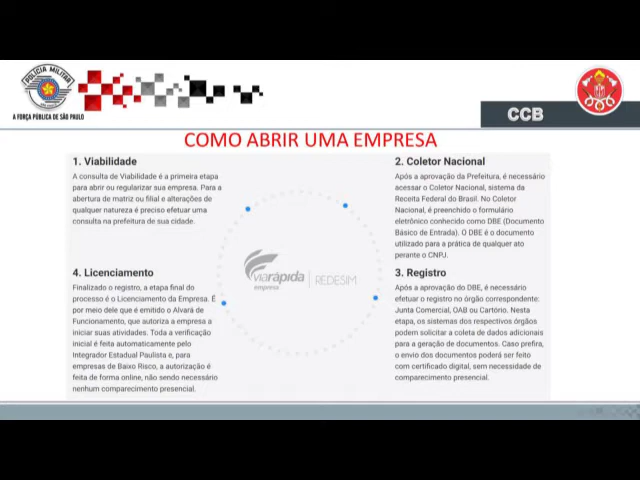 POLÍCIA MILITAR
A FORÇA PÚBLICA DE SÃO PAULO
CCB
COMO ABRIR UMA EMPRESA
1. Viabilidade
A consulta de Viabilidade é a primeira etapa
para abrir ou regularizar sua empresa. Para a
abertura de matriz ou filial e alterações de
qualquer natureza é preciso efetuar uma
consulta na prefeitura de sua cidade.
2. Coletor Nacional
Após a aprovação da Prefeitura, é necessário
acessar o Coletor Nacional, sistema da
Receita Federal do Brasil. No Coletor
Nacional, é preenchido o formulário
eletrônico conhecido como DBE (Documento
Básico de Entrada). O DBE é o documento
utilizado para a prática de qualquer ato
perante o CNPJ.
viarápida
empresa
REDESIM
3. Registro
Após a aprovação do DBE, é necessário
efetuar o registro no órgão correspondente:
Junta Comercial, OAB ou Cartório. Nesta
etapa, os sistemas dos respectivos órgãos
podem solicitar a coleta de dados adicionais
para a geração de documentos. Caso prefira,
o envio dos documentos poderá ser feito
com certificado digital, sem necessidade de
comparecimento presencial.
4. Licenciamento
Finalizado o registro, a etapa final do
processo é o Licenciamento da Empresa. É
por meio dele que é emitido o Alvará de
Funcionamento, que autoriza a empresa a
iniciar suas atividades. Toda a verificação
inicial é feita automaticamente pelo
Integrador Estadual Paulista e, para
empresas de Baixo Risco, a autorização é
feita de forma online, não sendo necessário
nenhum comparecimento presencial.